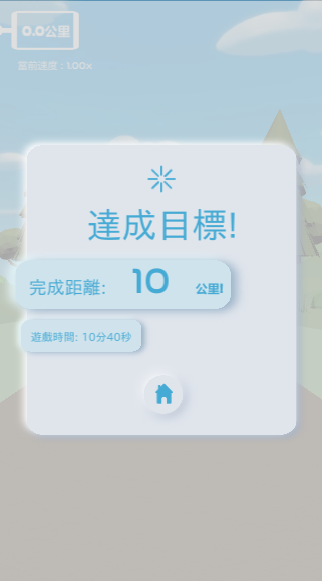 0.0公里
當前速度 : 1.00x
達成目標!
完成距離: 10 公里!
遊戲時間: 10分40秒